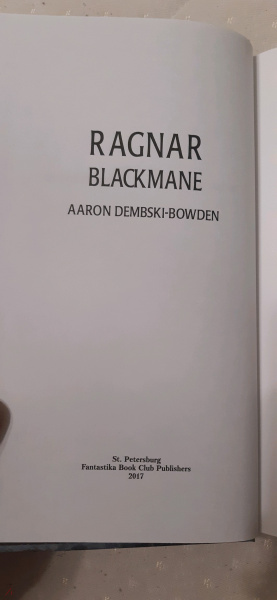 RAGNAR
BLACKMANE
AARON DEMBSKI-BOWDEN
St. Petersburg
Fantastika Book Club Publishers
2017